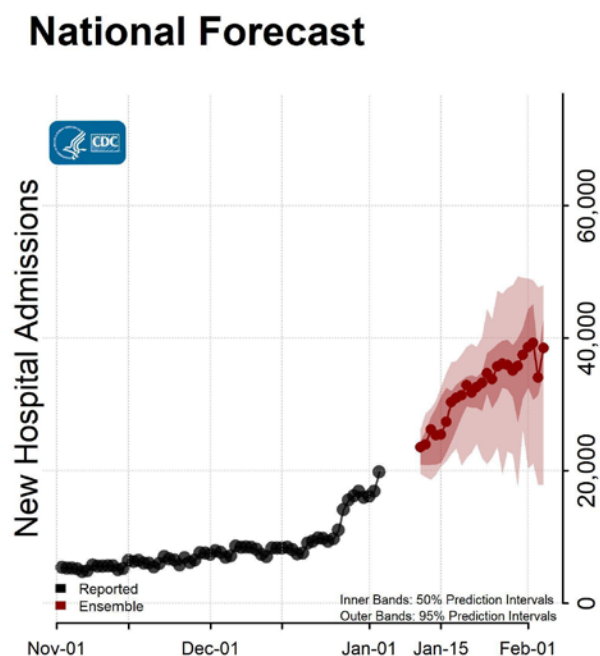 National Forecast
CDC
New Hospital Admissions
60,000
40,000
20,000
0
Reported
Ensemble
Inner Bands: 50% Prediction Intervals
Outer Bands: 95% Prediction Intervals
Nov-01 Dec-01 Jan-01 Jan-15 Feb-01